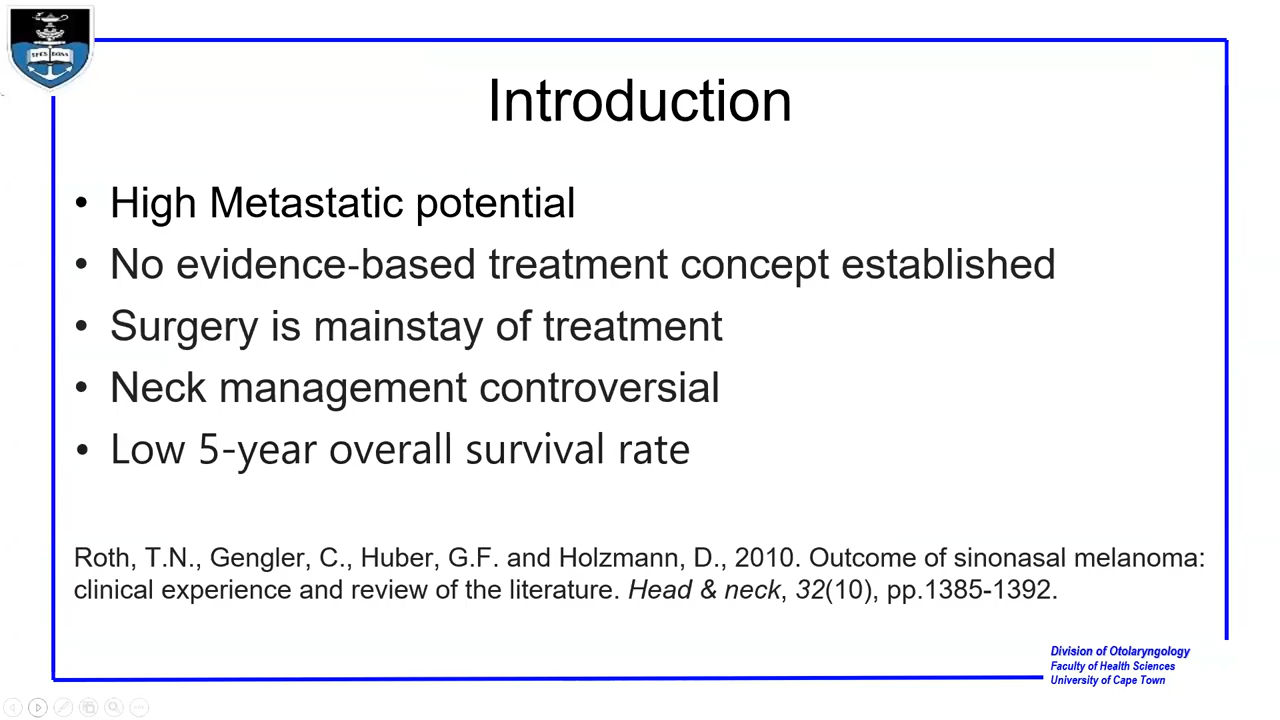 Introduction
• High Metastatic potential
• No evidence-based treatment concept established
• Surgery is mainstay of treatment
• Neck management controversial
• Low 5-year overall survival rate
Roth, T.N., Gengler, C., Huber, G.F. and Holzmann, D., 2010. Outcome of sinonasal melanoma:
clinical experience and review of the literature. Head & neck, 32(10), pp.1385-1392.
Division of Otolaryngology
Faculty of Health Sciences
University of Cape Town